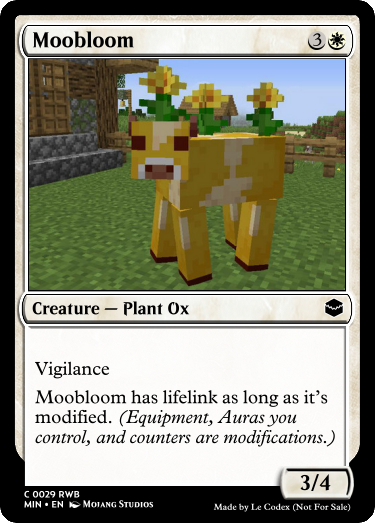 Moobloom 3
Creature — Plant Ox
Vigilance
Moobloom has lifelink as long as it's
modified. (Equipment, Auras you
control, and counters are modifications.)
3/4
C 0029 RWB
MIN • EN Mojang Studios
Made by Le Codex (Not For Sale)